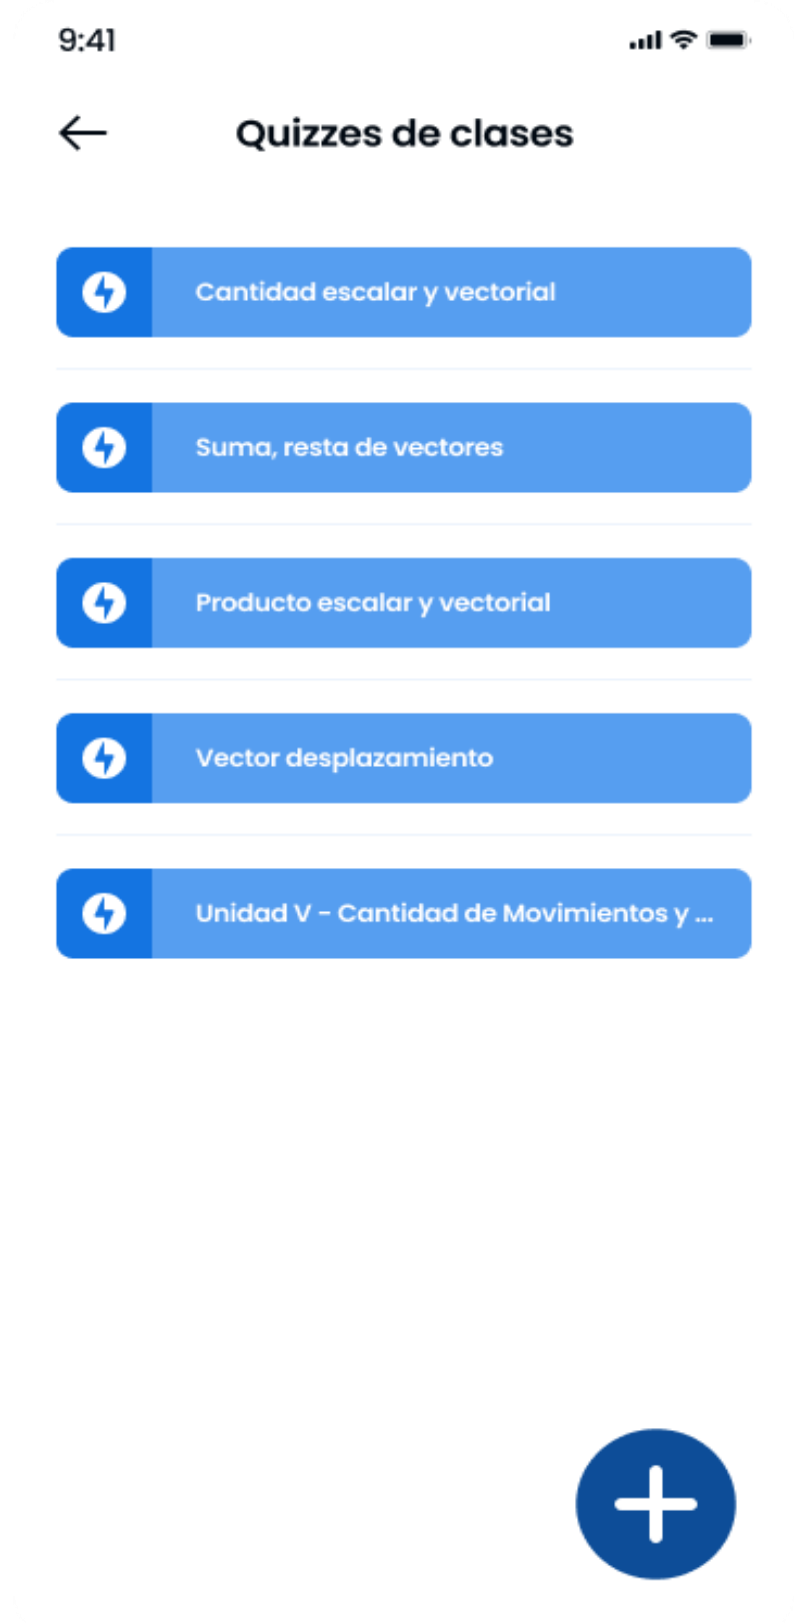 9:41
Quizzes de clases
Cantidad escalar y vectorial
Suma, resta de vectores
Producto escalar y vectorial
Vector desplazamiento
Unidad V - Cantidad de Movimientos y ...